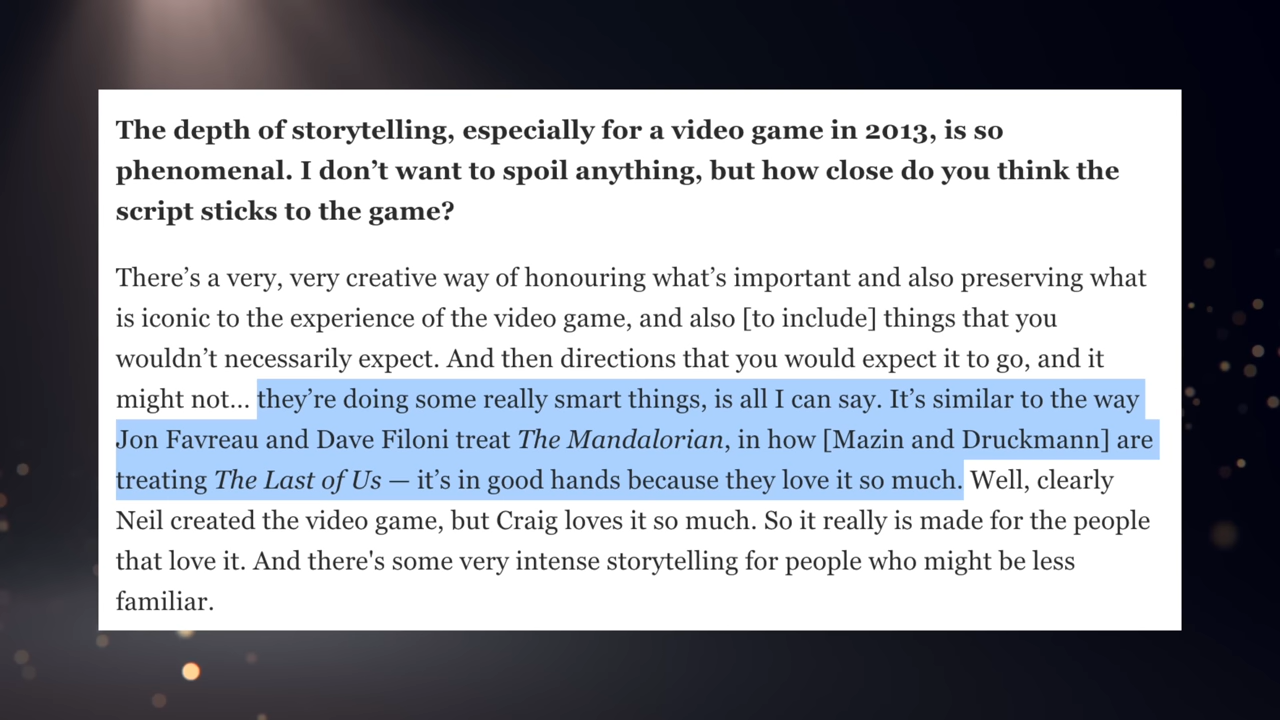 The depth of storytelling, especially for a video game in 2013, is so
phenomenal. I don’t want to spoil anything, but how close do you think the
script sticks to the game?
There’s a very, very creative way of honouring what’s important and also preserving what
is iconic to the experience of the video game, and also [to include] things that you
wouldn’t necessarily expect. And then directions that you would expect it to go, and it
might not... they’re doing some really smart things, is all I can say. It’s similar to the way
Jon Favreau and Dave Filoni treat The Mandalorian, in how [Mazin and Druckmann] are
treating The Last of Us — it’s in good hands because they love it so much. Well, clearly
Neil created the video game, but Craig loves it so much. So it really is made for the people
that love it. And there's some very intense storytelling for people who might be less
familiar.